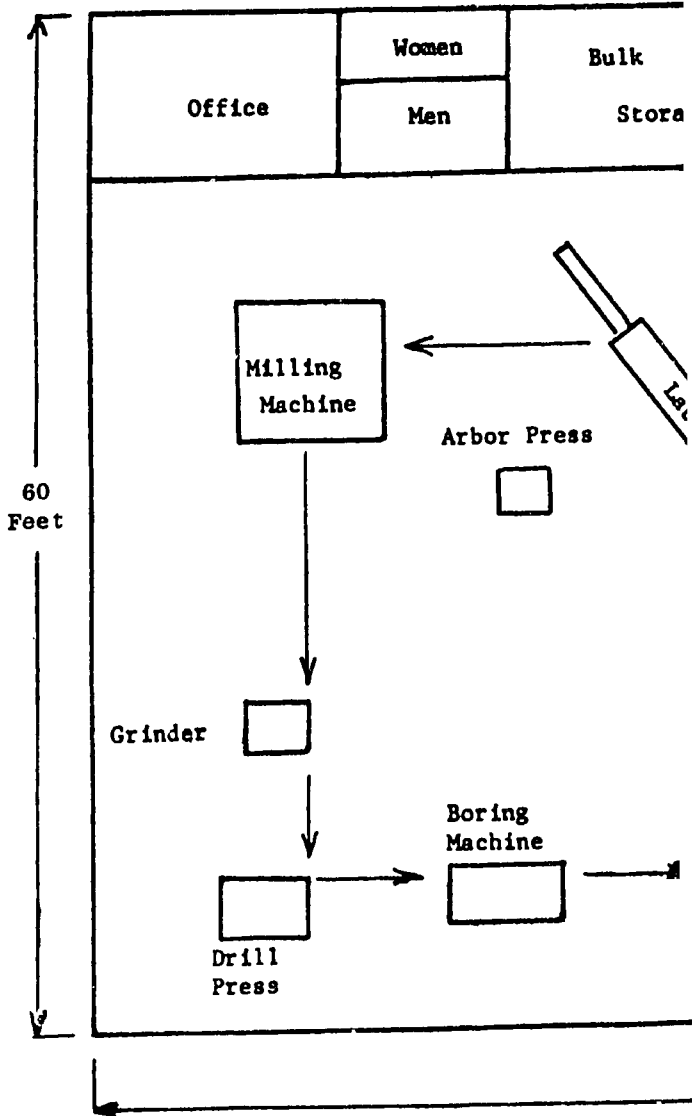 Women
Bulk
Office
Men
Stora
Milling
Machine
Arbor Press
60
Feet
Grinder
Boring
Machine
Drill
Press